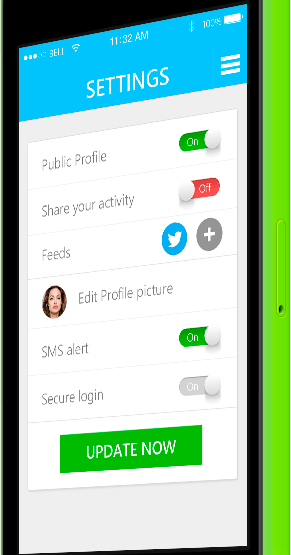 BELL 11:32 AM 100%
SETTINGS
Public Profile On
Share your activity Off
Feeds
Edit Profile picture
SMS alert On
Secure login On
UPDATE NOW